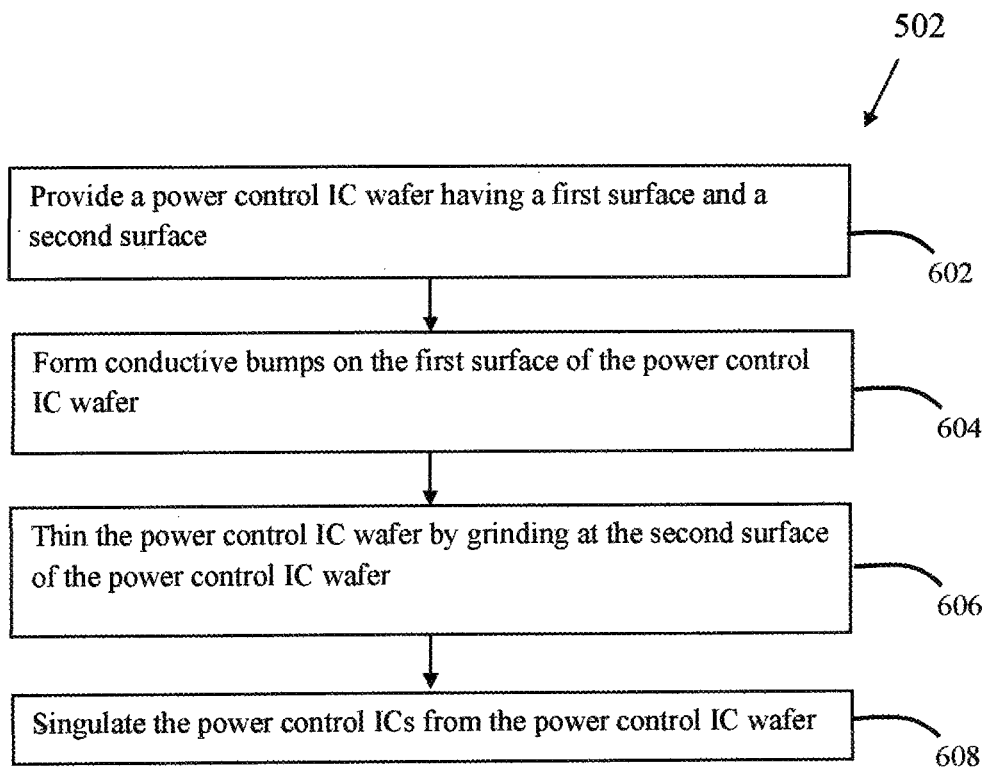 502
Provide a power control IC wafer having a first surface and a
second surface
602
Form conductive bumps on the first surface of the power control
IC wafer
604
Thin the power control IC wafer by grinding at the second surface
of the power control IC wafer
606
Singulate the power control ICs from the power control IC wafer
608